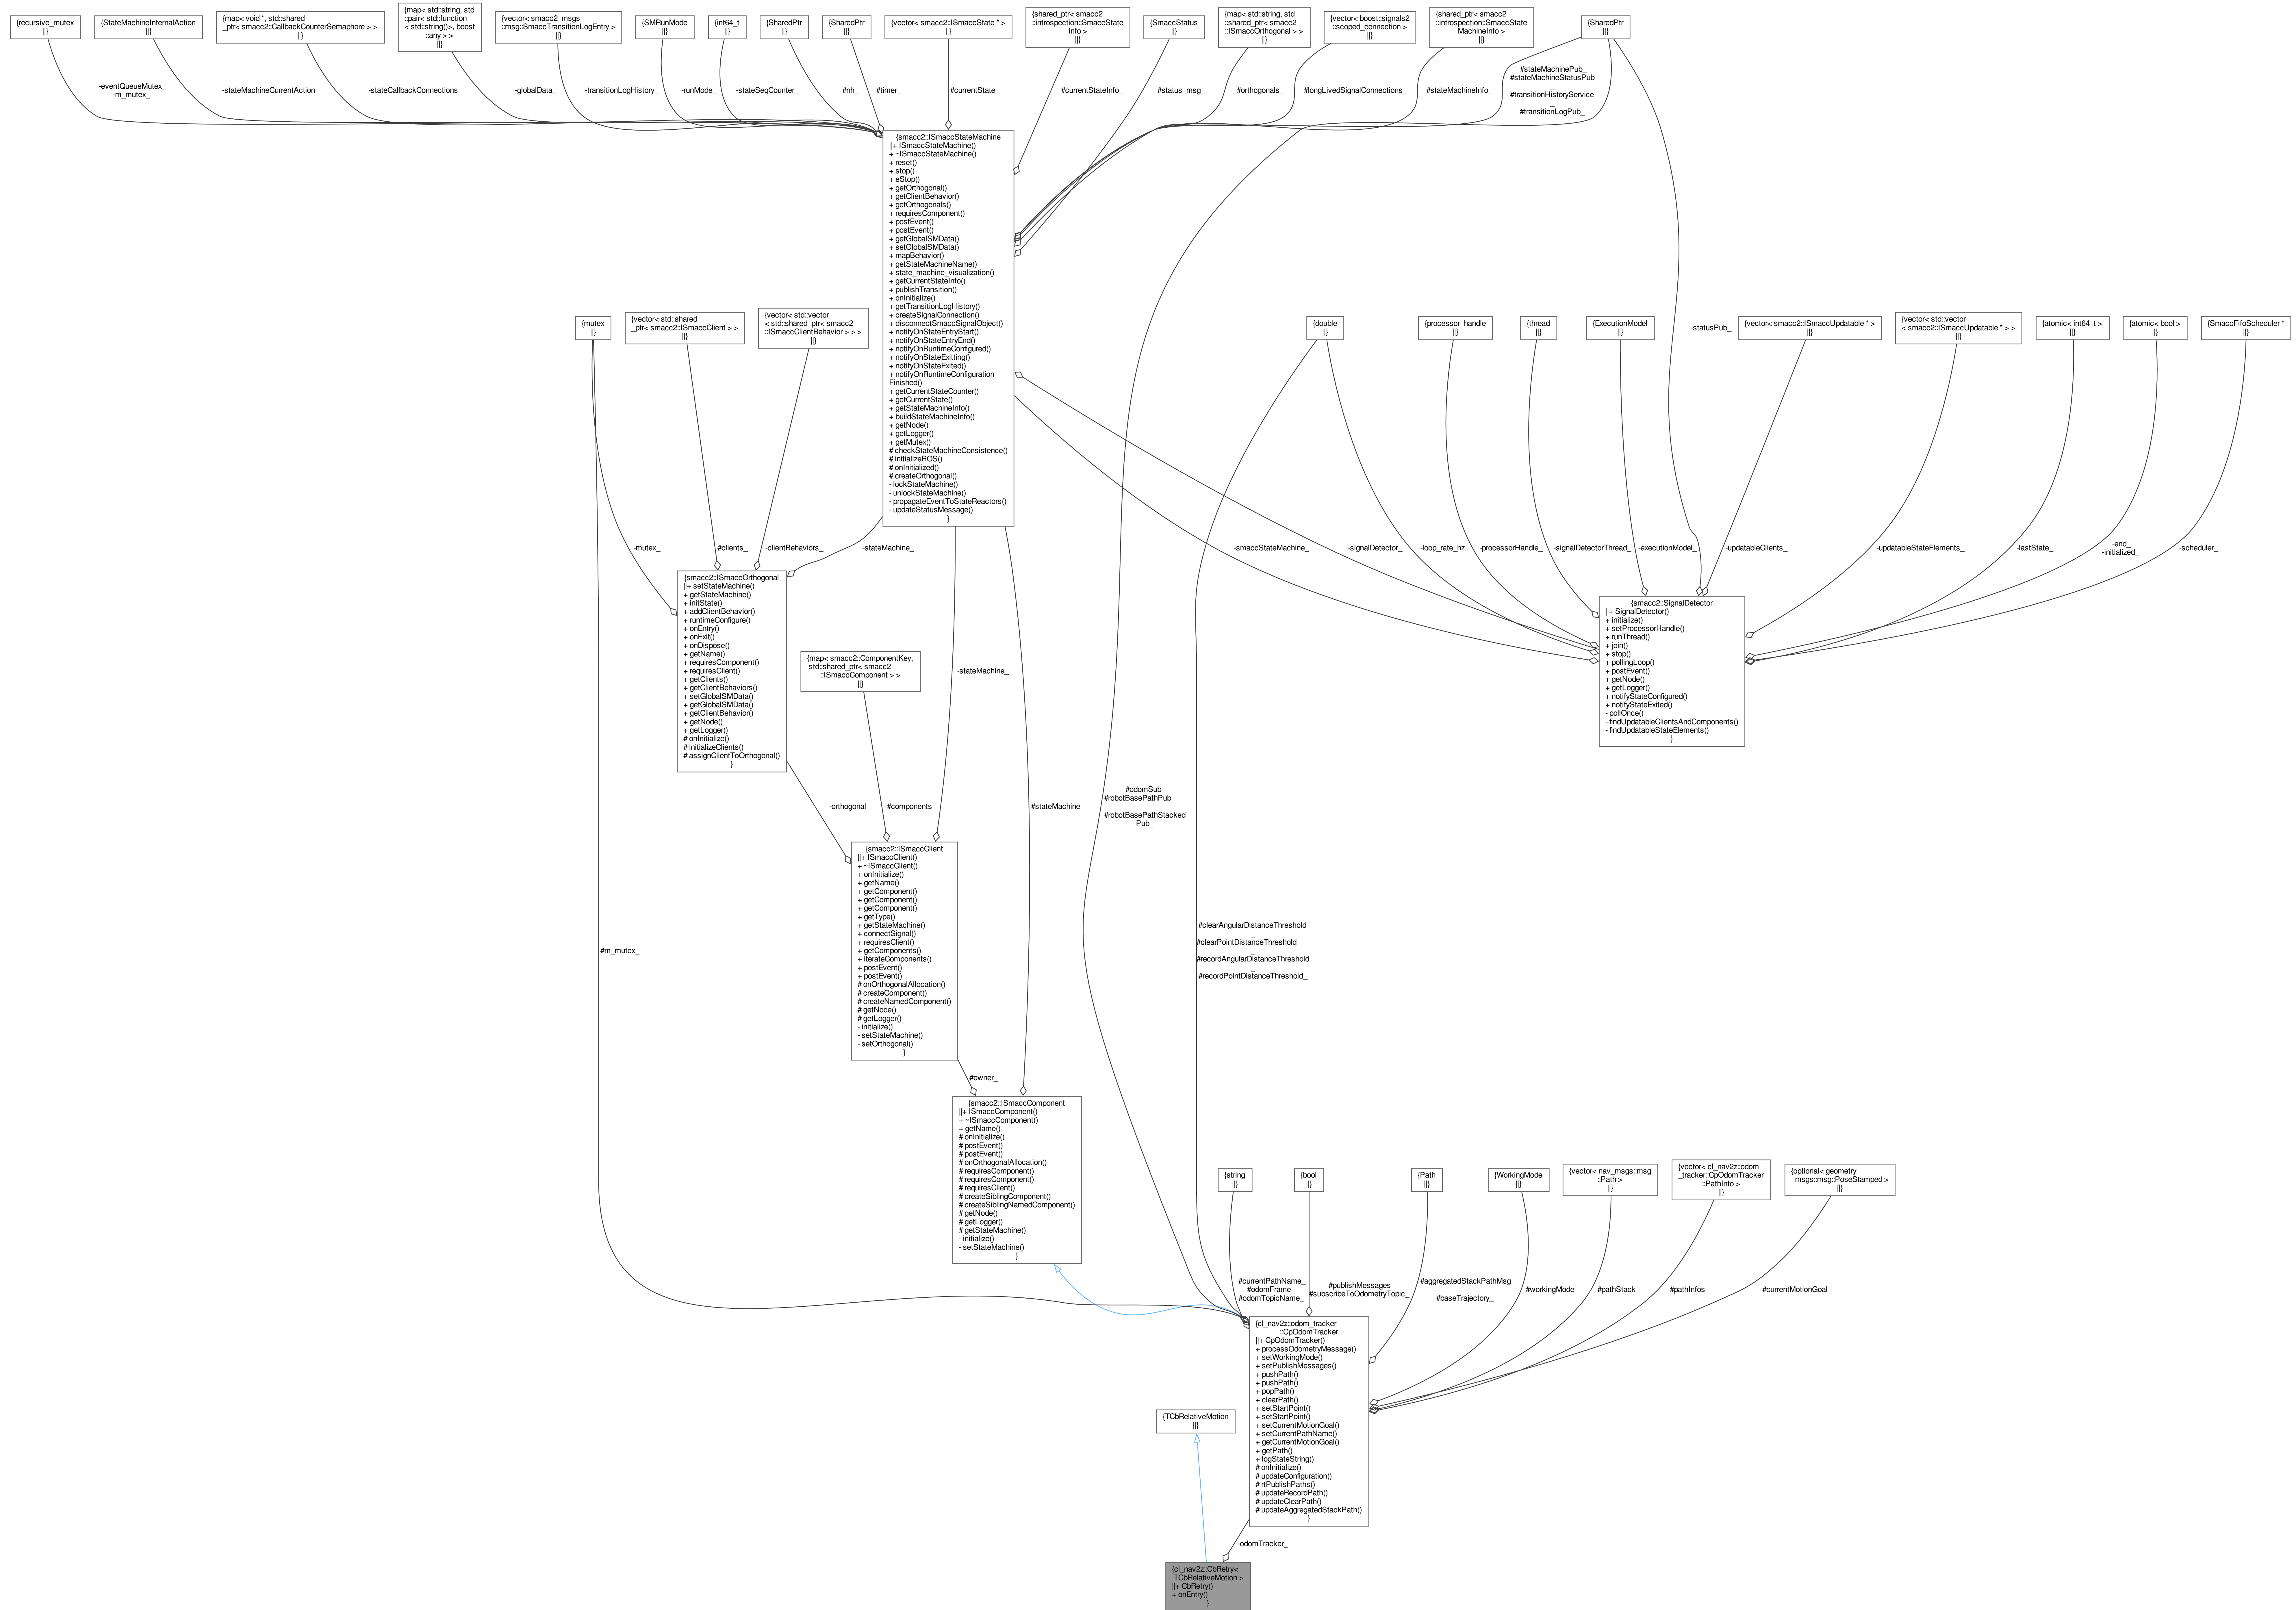 {recursive_mutex
||}
{StateMachineInternalAction
||}
{map< void *, std::shared
_ptr< smacc2::CallbackCounterSemaphore > >
||}
{map< std::string, std
::pair< std::function
< std::string()>, boost
::any > >
||}
{vector< smacc2_msgs
::msg::SmaccTransitionLogEntry >
||}
{SMRunMode
||}
{int64_t
||}
{SharedPtr
||}
{SharedPtr
||}
{vector< smacc2::ISmaccState * >
||}
{shared_ptr< smacc2
::introspection::SmaccState
Info >
||}
{SmaccStatus
||}
{map< std::string, std
::shared_ptr< smacc2
::ISmaccOrthogonal > >
||}
{vector< boost::signals2
::scoped_connection >
||}
{shared_ptr< smacc2
::introspection::SmaccState
MachineInfo >
||}
{SharedPtr
||}
-eventQueueMutex_
-m_mutex_
-stateMachineCurrentAction
-stateCallbackConnections
-globalData_
-transitionLogHistory_
-runMode_
-stateSeqCounter_
#nh_
#timer_
#currentState_
#currentStateInfo_
#status_msg_
#orthogonals_
#longLivedSignalConnections_
#stateMachineInfo_
#stateMachinePub_
#stateMachineStatusPub
_
#transitionHistoryService
_
#transitionLogPub_
{smacc2::ISmaccStateMachine
||+ ISmaccStateMachine()
+ ~ISmaccStateMachine()
+ reset()
+ stop()
+ eStop()
+ getOrthogonal()
+ getClientBehavior()
+ getOrthogonals()
+ requiresComponent()
+ postEvent()
+ postEvent()
+ getGlobalSMData()
+ setGlobalSMData()
+ mapBehavior()
+ getStateMachineName()
+ state_machine_visualization()
+ getCurrentStateInfo()
+ publishTransition()
+ onInitialize()
+ getTransitionLogHistory()
+ createSignalConnection()
+ disconnectSmaccSignalObject()
+ notifyOnStateEntryStart()
+ notifyOnStateEntryEnd()
+ notifyOnRuntimeConfigured()
+ notifyOnStateExitting()
+ notifyOnStateExited()
+ notifyOnRuntimeConfiguration
Finished()
+ getCurrentStateCounter()
+ getCurrentState()
+ getStateMachineInfo()
+ buildStateMachineInfo()
+ getNode()
+ getLogger()
+ getMutex()
# checkStateMachineConsistence()
# initializeROS()
# onInitialized()
# createOrthogonal()
- lockStateMachine()
- unlockStateMachine()
- propagateEventToStateReactors()
- updateStatusMessage()
}
{mutex
||}
{vector< std::shared
_ptr< smacc2::ISmaccClient > >
||}
{vector< std::vector
< std::shared_ptr< smacc2
::ISmaccClientBehavior > > >
||}
{double
||}
{processor_handle
||}
{thread
||}
{ExecutionModel
||}
-statusPub_
{vector< smacc2::ISmaccUpdatable * >
||}
{vector< std::vector
< smacc2::ISmaccUpdatable * > >
||}
{atomic< int64_t >
||}
{atomic< bool >
||}
{SmaccFifoScheduler *
||}
-mutex_
#clients_
-clientBehaviors_
-stateMachine_
-smaccStateMachine_
-signalDetector_
-loop_rate_hz
-processorHandle_
-signalDetectorThread_
-executionModel_
-updatableClients_
-updatableStateElements_
-lastState_
-end_
-initialized_
-scheduler_
{smacc2::ISmaccOrthogonal
||+ setStateMachine()
+ getStateMachine()
+ initState()
+ addClientBehavior()
+ runtimeConfigure()
+ onEntry()
+ onExit()
+ onDispose()
+ getName()
+ requiresComponent()
+ requiresClient()
+ getClients()
+ getClientBehaviors()
+ setGlobalSMData()
+ getGlobalSMData()
+ getClientBehavior()
+ getNode()
+ getLogger()
# onInitialize()
# initializeClients()
# assignClientToOrthogonal()
}
{smacc2::SignalDetector
||+ SignalDetector()
+ initialize()
+ setProcessorHandle()
+ runThread()
+ join()
+ stop()
+ pollingLoop()
+ postEvent()
+ getNode()
+ getLogger()
+ notifyStateConfigured()
+ notifyStateExited()
- pollOnce()
- findUpdatableClientsAndComponents()
- findUpdatableStateElements()
}
{map< smacc2::ComponentKey,
std::shared_ptr< smacc2
::ISmaccComponent > >
||}
-stateMachine_
-orthogonal_
#components_
#stateMachine_
#odomSub_
#robotBasePathPub
_
#robotBasePathStacked
Pub_
{smacc2::ISmaccClient
||+ ISmaccClient()
+ ~ISmaccClient()
+ onInitialize()
+ getName()
+ getComponent()
+ getComponent()
+ getComponent()
+ getType()
+ getStateMachine()
+ connectSignal()
+ requiresClient()
+ getComponents()
+ iterateComponents()
+ postEvent()
+ postEvent()
# onOrthogonalAllocation()
# createComponent()
# createNamedComponent()
# getNode()
# getLogger()
- initialize()
- setStateMachine()
- setOrthogonal()
}
#m_mutex_
#clearAngularDistanceThreshold
_
#clearPointDistanceThreshold
_
#recordAngularDistanceThreshold
_
#recordPointDistanceThreshold_
#owner_
{smacc2::ISmaccComponent
||+ ISmaccComponent()
+ ~ISmaccComponent()
+ getName()
# onInitialize()
# postEvent()
# postEvent()
# onOrthogonalAllocation()
# requiresComponent()
# requiresComponent()
# requiresClient()
# createSiblingComponent()
# createSiblingNamedComponent()
# getNode()
# getLogger()
# getStateMachine()
- initialize()
- setStateMachine()
}
{string
||}
{bool
||}
{Path
||}
{WorkingMode
||}
{vector< nav_msgs::msg
::Path >
||}
{vector< cl_nav2z::odom
_tracker::CpOdomTracker
::PathInfo >
||}
{optional< geometry
_msgs::msg::PoseStamped >
||}
#currentPathName_
#odomFrame_
#odomTopicName_
#publishMessages
#subscribeToOdometryTopic_
#aggregatedStackPathMsg
_
#baseTrajectory_
#workingMode_
#pathStack_
#pathInfos_
#currentMotionGoal_
{cl_nav2z::odom_tracker
::CpOdomTracker
||+ CpOdomTracker()
+ processOdometryMessage()
+ setWorkingMode()
+ setPublishMessages()
+ pushPath()
+ pushPath()
+ popPath()
+ clearPath()
+ setStartPoint()
+ setStartPoint()
+ setCurrentMotionGoal()
+ setCurrentPathName()
+ getCurrentMotionGoal()
+ getPath()
+ logStateString()
# onInitialize()
# updateConfiguration()
# rtPublishPaths()
# updateRecordPath()
# updateClearPath()
# updateAggregatedStackPath()
}
{TCbRelativeMotion
||}
-odomTracker_
{cl_nav2z::CbRetry<
TCbRelativeMotion >
||+ CbRetry()
+ onEntry()
}